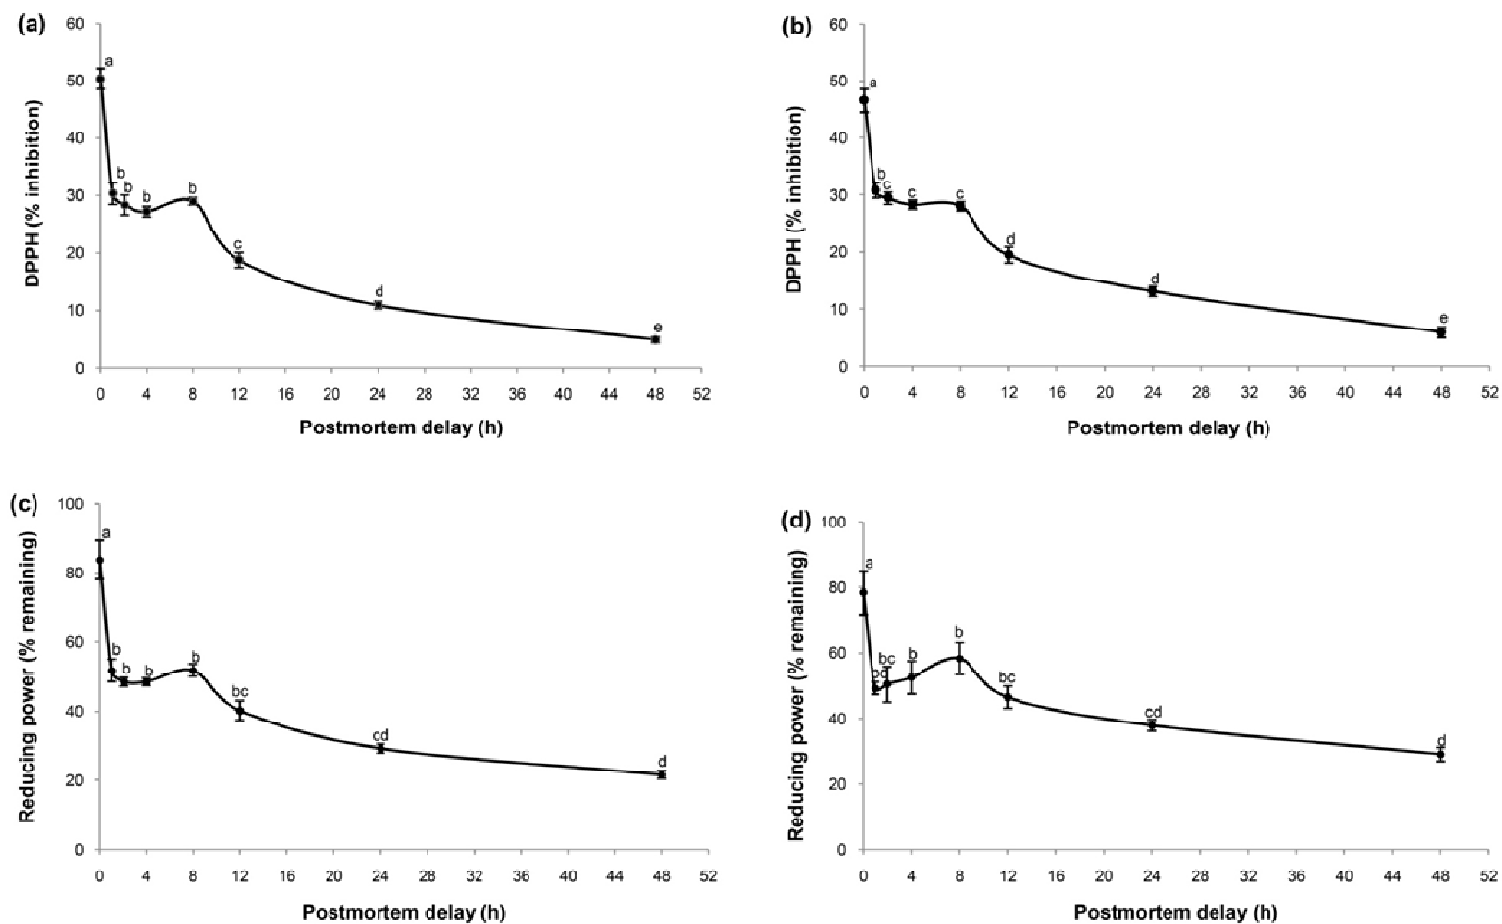 (a)
DPPH (% inhibition)
60
50
40
30
20
10
0
a
b
b
b
b
c
d
e
0 4 8 12 16 20 24 28 32 36 40 44 48 52
Postmortem delay (h)
(b)
DPPH (% inhibition)
60
50
40
30
20
10
0
a
b
c
c
c
d
d
e
0 4 8 12 16 20 24 28 32 36 40 44 48 52
Postmortem delay (h)
(c)
Reducing power (% remaining)
100
80
60
40
20
0
a
b
b
b
b
bc
cd
d
0 4 8 12 16 20 24 28 32 36 40 44 48 52
Postmortem delay (h)
(d)
Reducing power (% remaining)
100
80
60
40
20
0
a
bc
b
b
bc
cd
d
0 4 8 12 16 20 24 28 32 36 40 44 48 52
Postmortem delay (h)